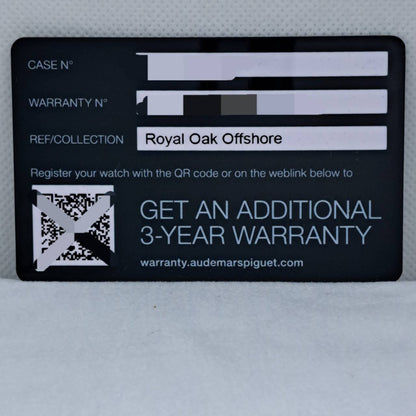 CASE N°
WARRANTY N°
REF/COLLECTION Royal Oak Offshore
Register your watch with the QR code or on the weblink below to
GET AN ADDITIONAL
3-YEAR WARRANTY
warranty.audemarspiguet.com